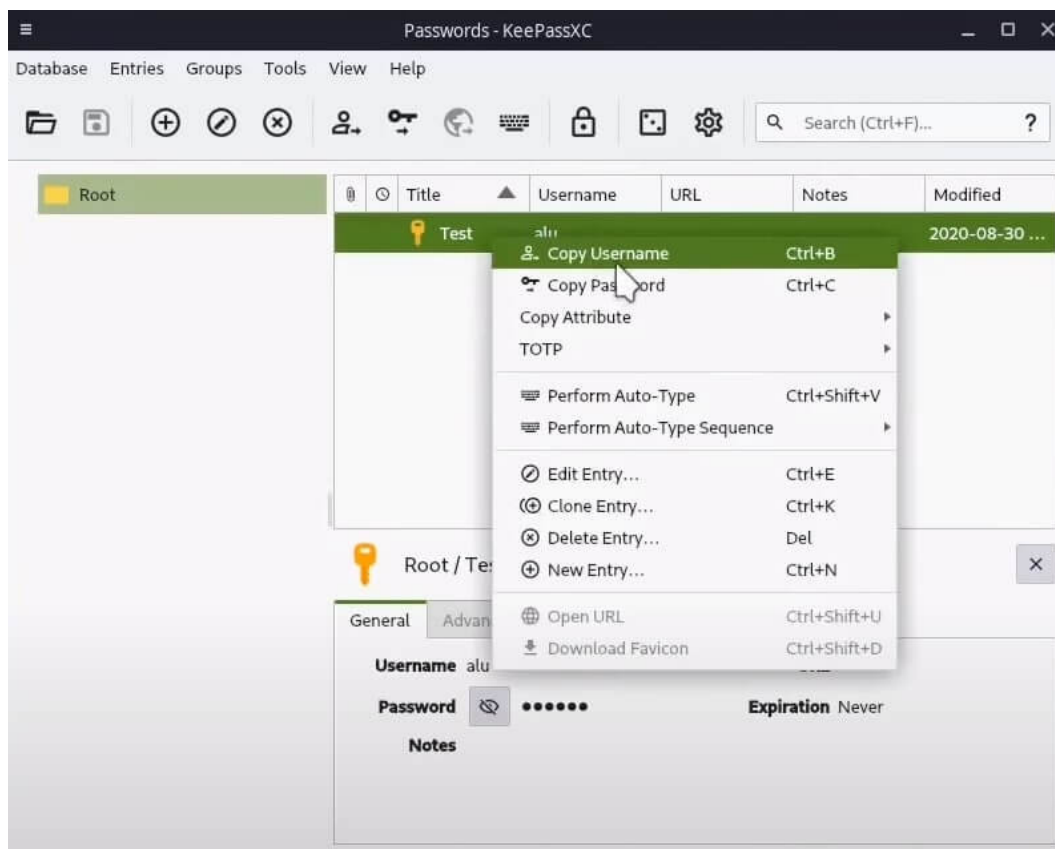 Passwords - KeePassXC
Database Entries Groups Tools View Help
Search (Ctrl+F)... ?
Root
Title Username URL Notes Modified
Test alu 2020-08-30 ...
Copy Username Ctrl+B
Copy Password Ctrl+C
Copy Attribute
TOTP
Perform Auto-Type Ctrl+Shift+V
Perform Auto-Type Sequence
Edit Entry... Ctrl+E
Clone Entry... Ctrl+K
Delete Entry... Del
New Entry... Ctrl+N
Open URL Ctrl+Shift+U
Download Favicon Ctrl+Shift+D
Root / Tes
General Advan
Username alu
Password ●●●●●● Expiration Never
Notes